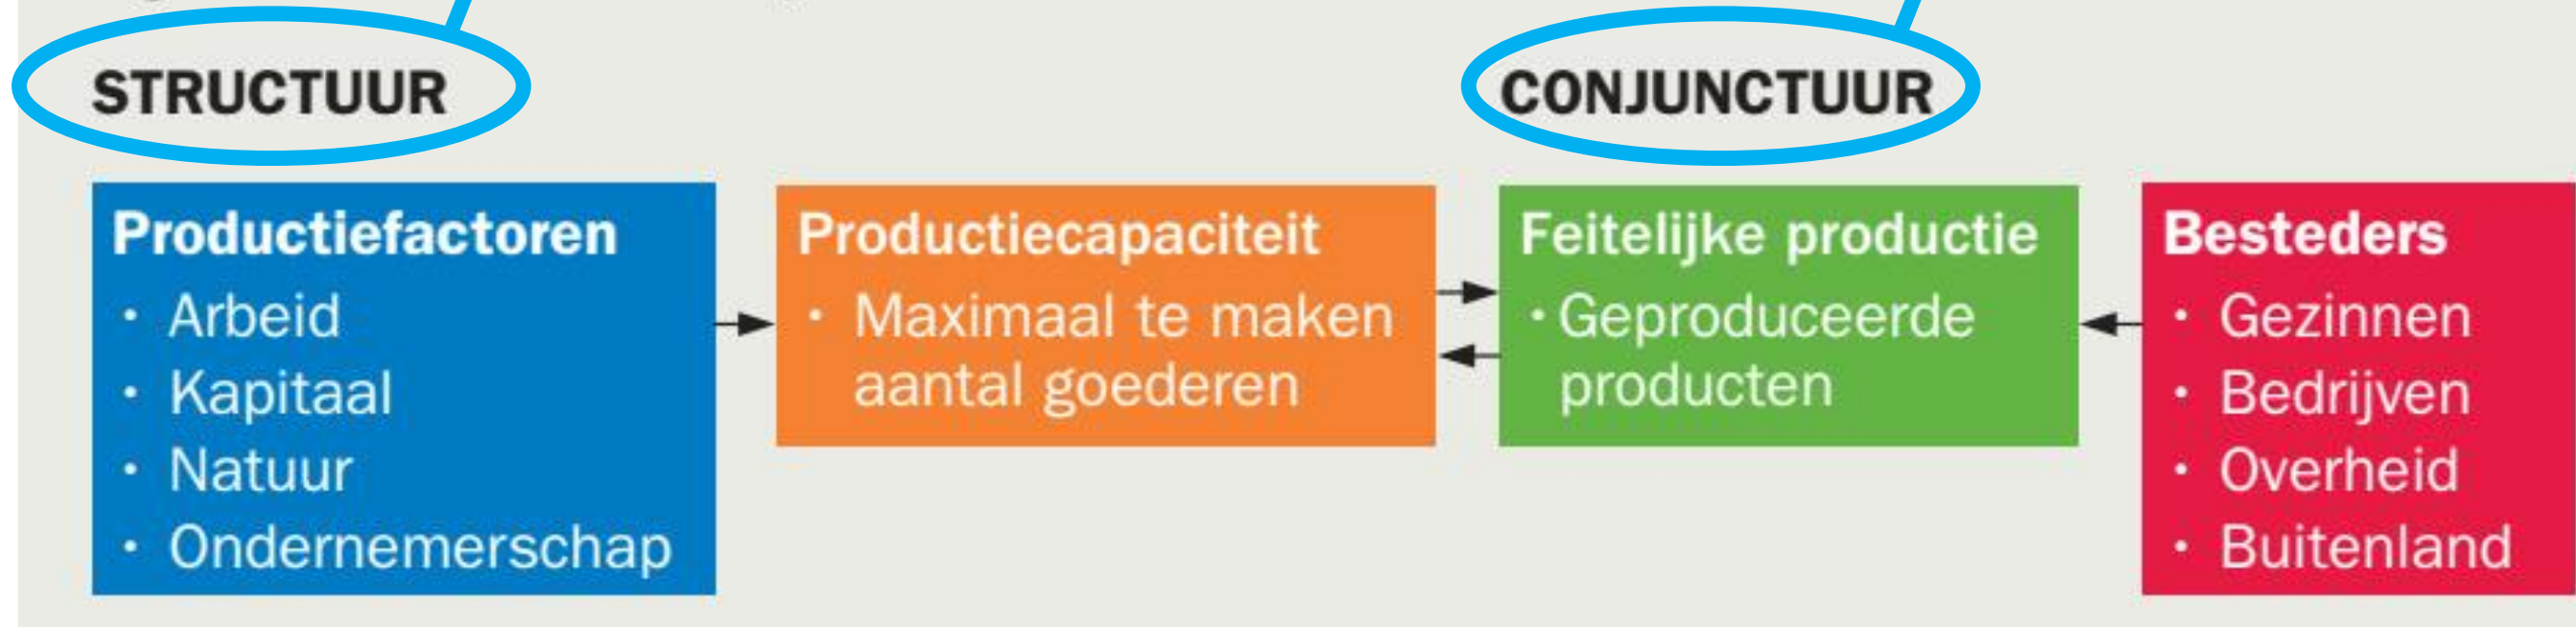 STRUCTUUR
CONJUNCTUUR
Productiefactoren
· Arbeid
· Kapitaal
· Natuur
· Ondernemerschap
Productiecapaciteit
· Maximaal te maken
aantal goederen
Feitelijke productie
· Geproduceerde
producten
Besteders
· Gezinnen
· Bedrijven
· Overheid
· Buitenland